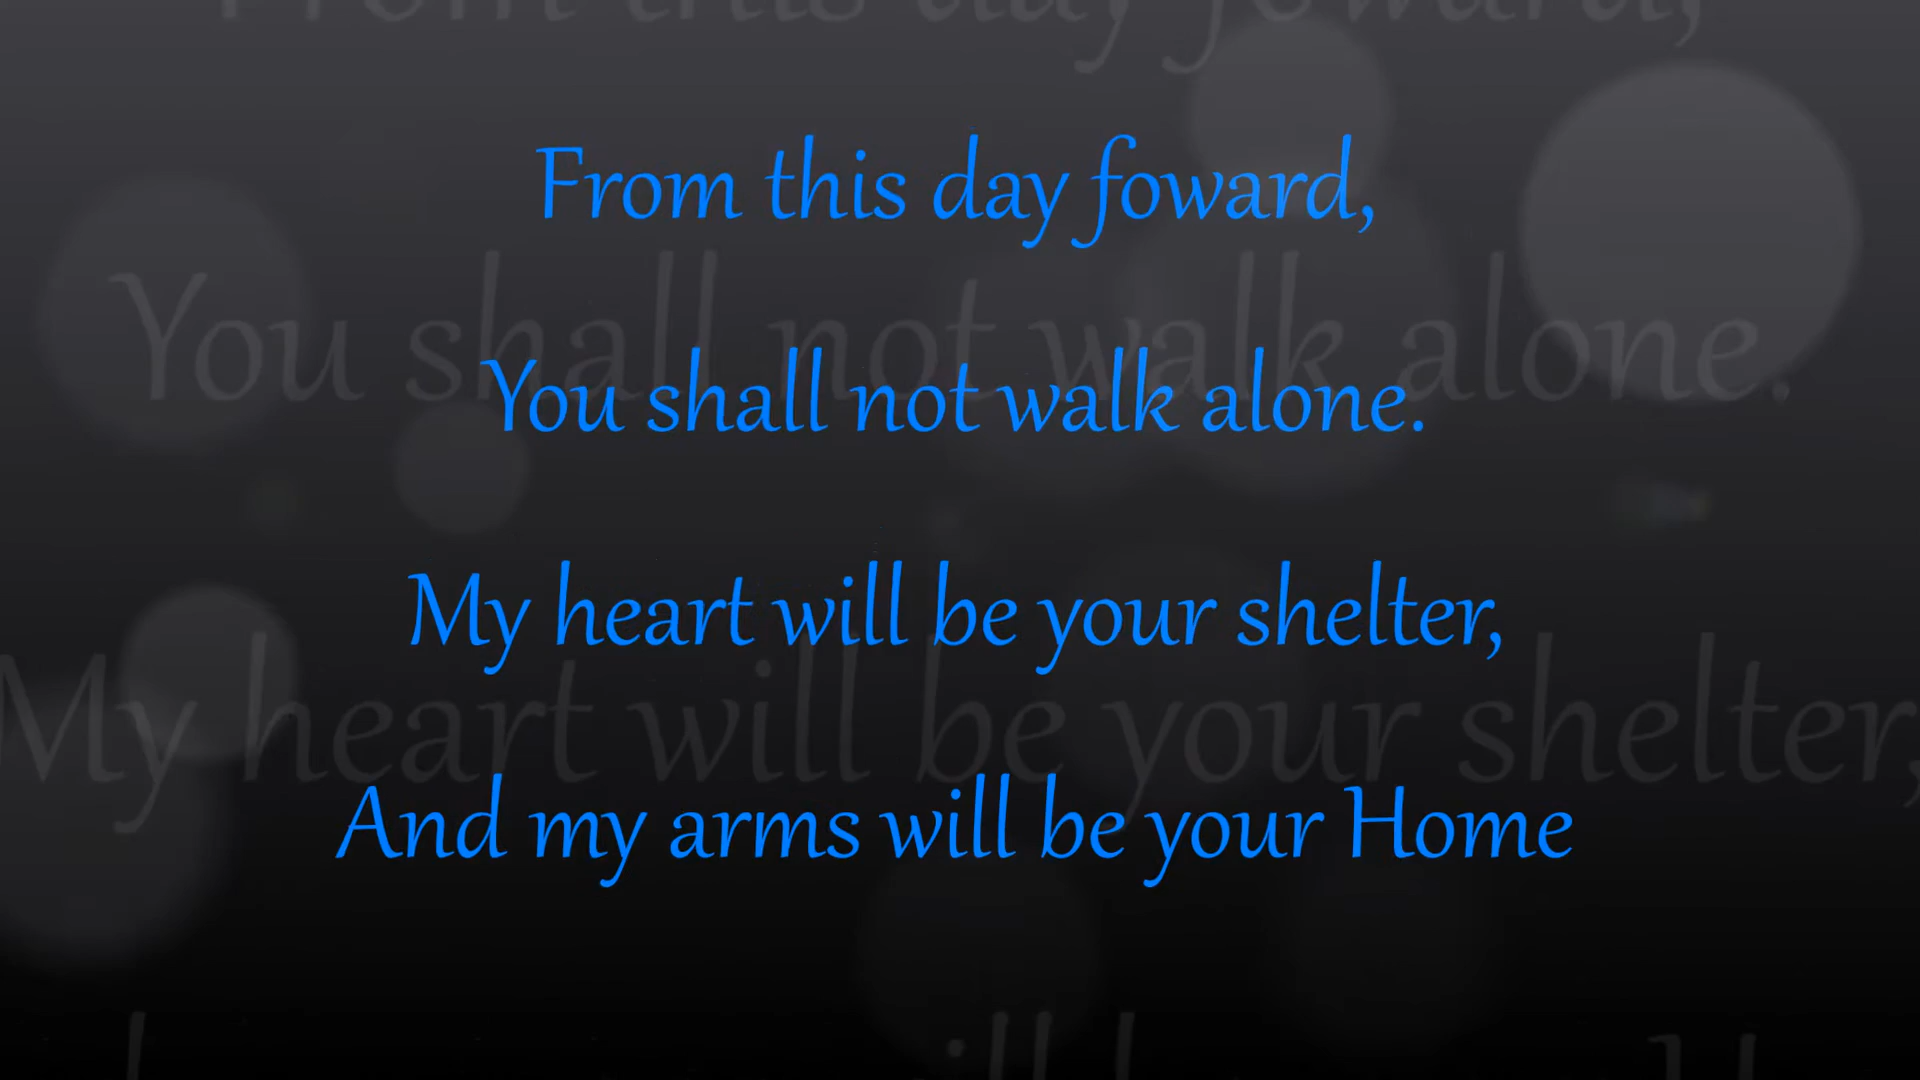 From this day foward,
You shall not walk alone.
My heart will be your shelter,
And my arms will be your Home